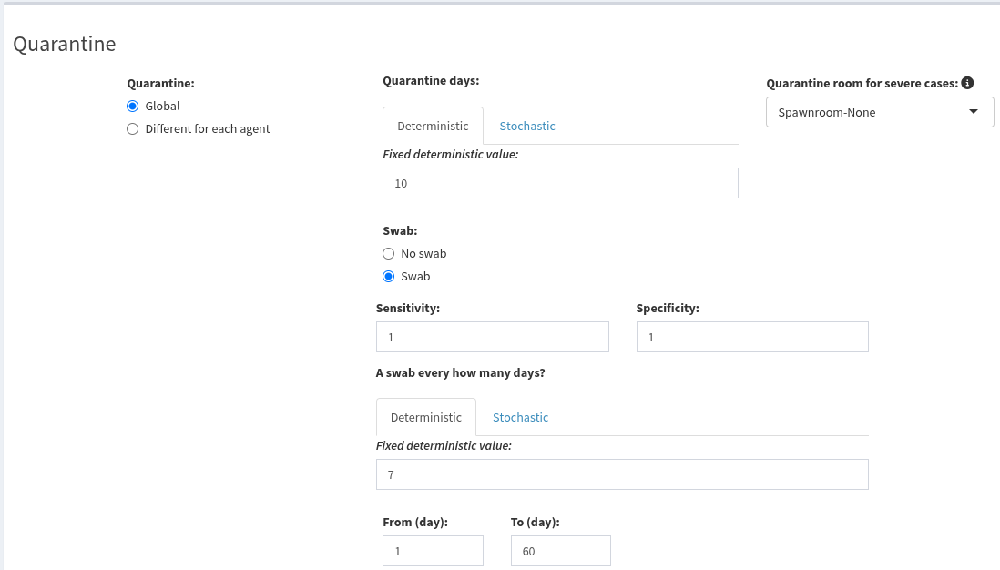 Quarantine
Quarantine:
Global
Different for each agent
Quarantine days:
Deterministic Stochastic
Fixed deterministic value:
10
Swab:
No swab
Swab
Sensitivity: Specificity:
1 1
A swab every how many days?
Deterministic Stochastic
Fixed deterministic value:
7
From (day): To (day):
1 60
Quarantine room for severe cases: i
Spawnroom-None